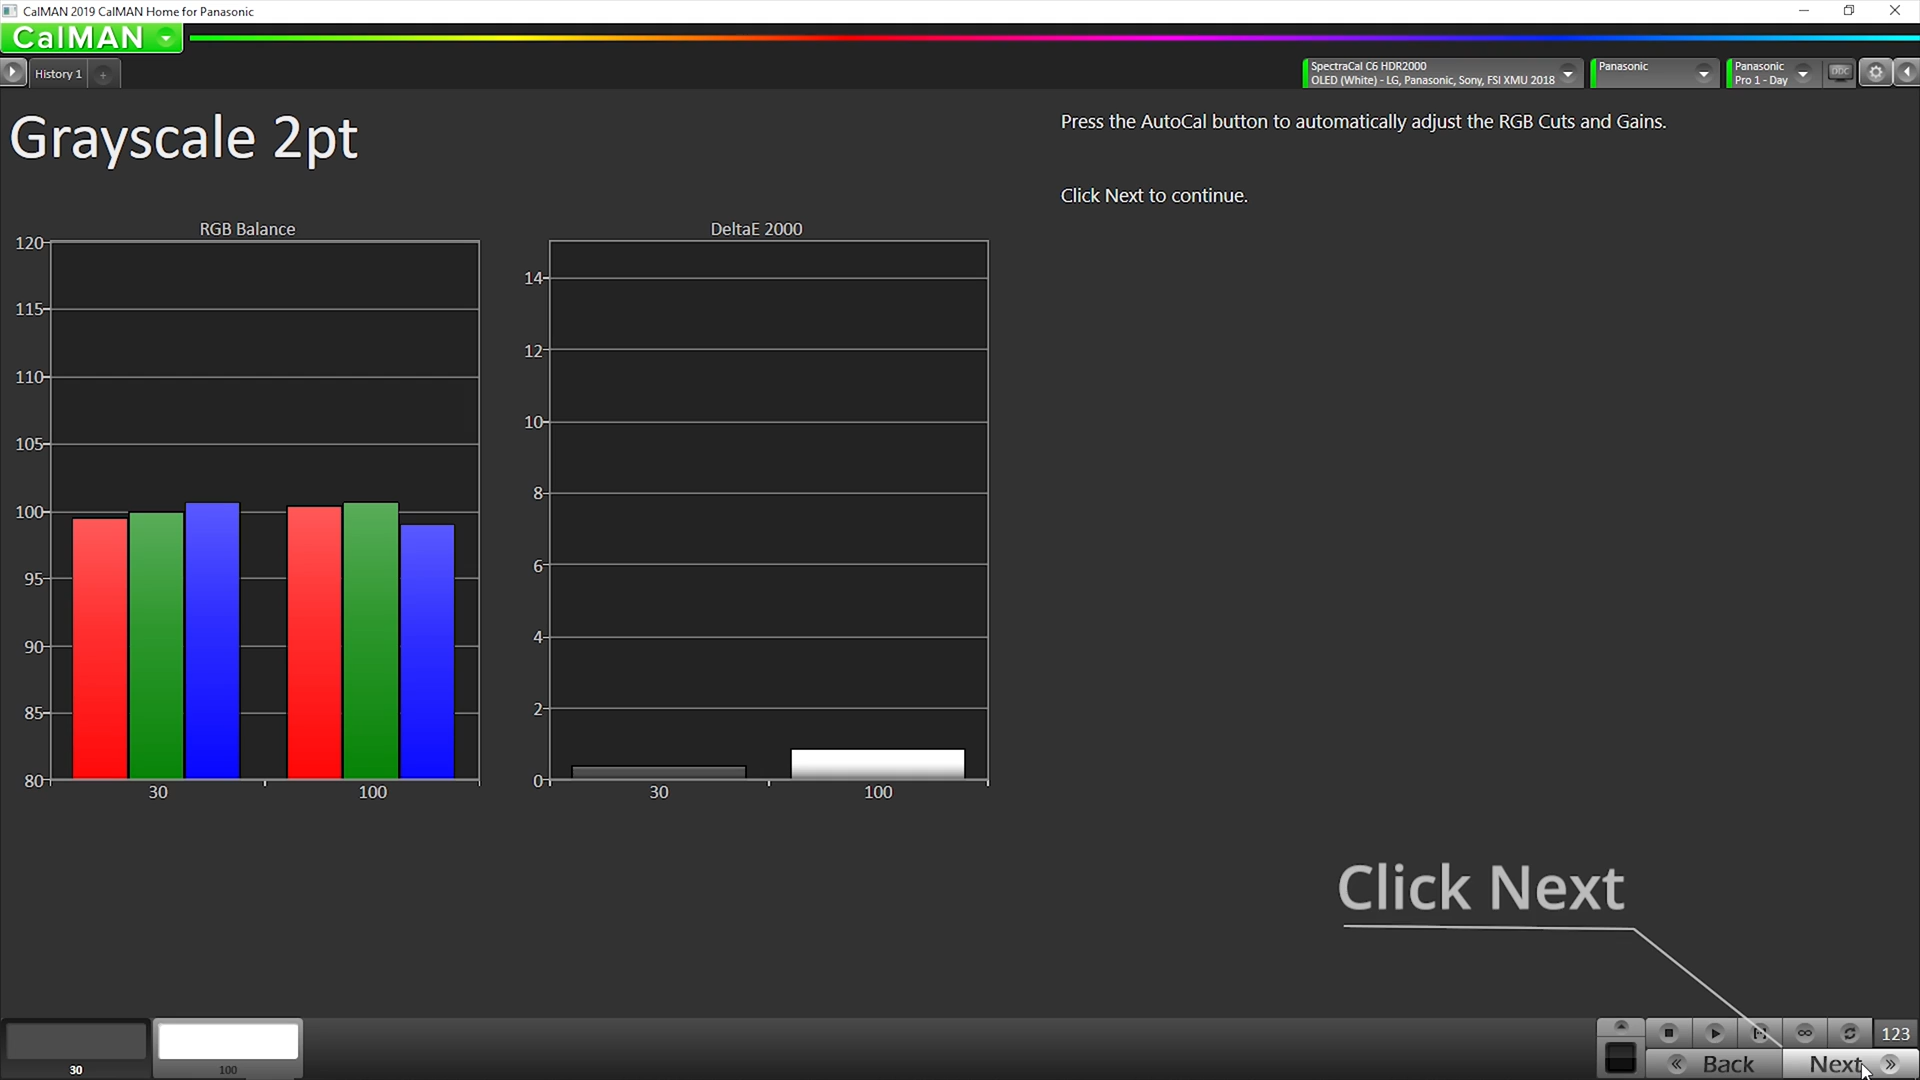 CalMAN 2019 CalMAN Home for Panasonic
CalMAN
History 1
+
SpectraCal C6 HDR2000
OLED (White) - LG, Panasonic, Sony, FSI XMU 2018
Panasonic
Panasonic
Pro 1 - Day
DDC
Grayscale 2pt
Press the AutoCal button to automatically adjust the RGB Cuts and Gains.
Click Next to continue.
RGB Balance
120
115
110
105
100
95
90
85
80
30
100
DeltaE 2000
14
12
10
8
6
4
2
0
30
100
Click Next
30
100
123
Back
Next